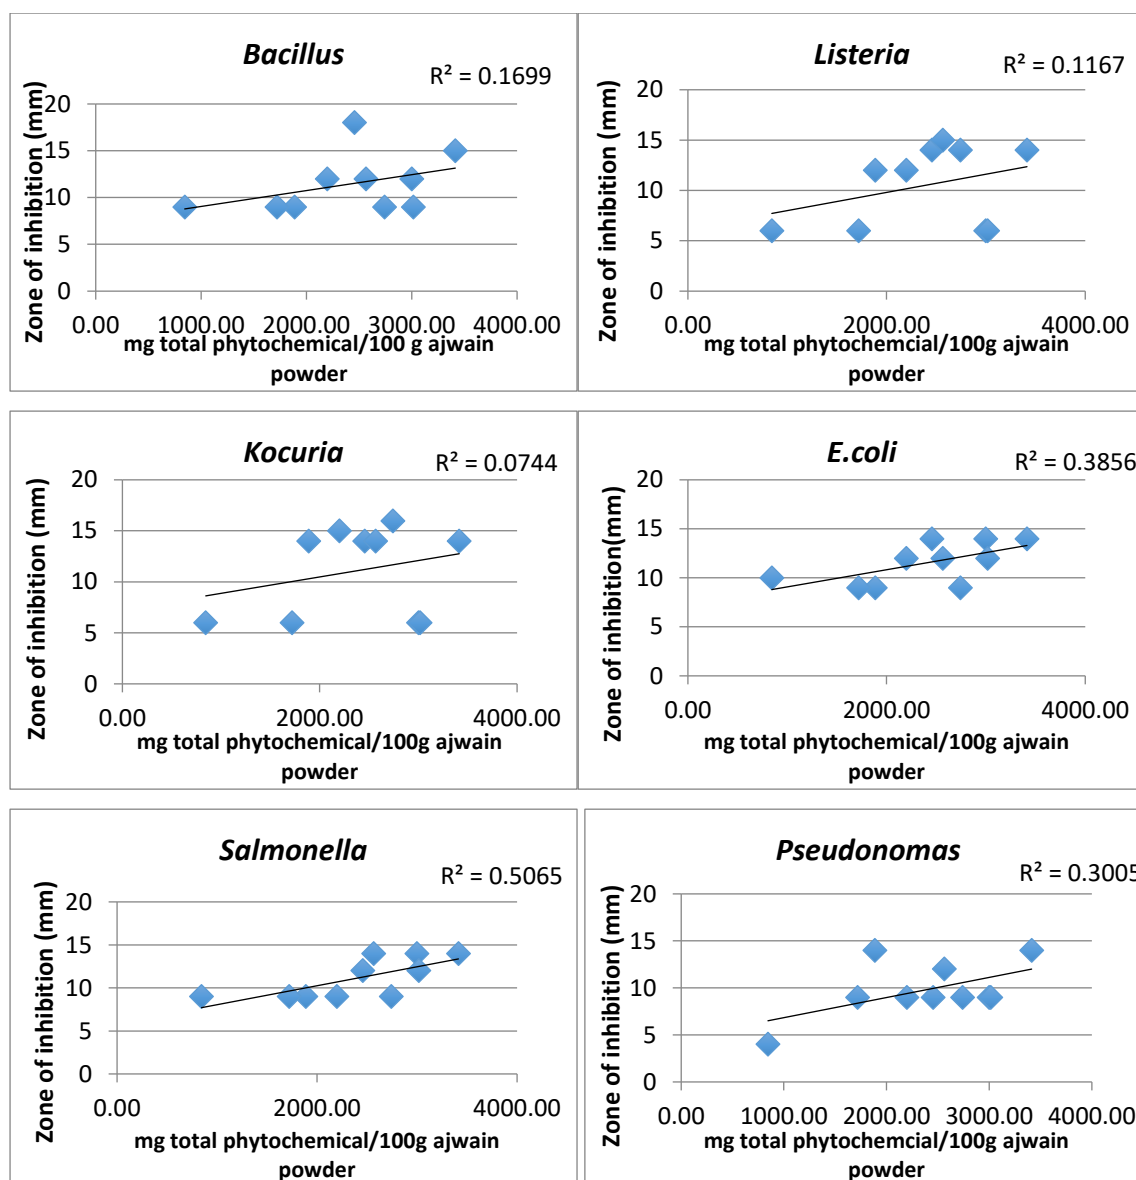 Bacillus
R² = 0.1699
Zone of inhibition (mm)
20
15
10
5
0
0.00 1000.00 2000.00 3000.00 4000.00
mg total phytochemical/100 g ajwain
powder
Listeria
R² = 0.1167
Zone of inhibition (mm)
20
15
10
5
0
0.00 2000.00 4000.00
mg total phytochemcial/100g ajwain
powder
Kocuria
R² = 0.0744
Zone of inhibition (mm)
20
15
10
5
0
0.00 2000.00 4000.00
mg total phytochemical/100g ajwain
powder
E.coli
R² = 0.3856
Zone of inhibition(mm)
20
15
10
5
0
0.00 2000.00 4000.00
mg total phytochemical/100g ajwain
powder
Salmonella
R² = 0.5065
Zone of inhibition (mm)
20
15
10
5
0
0.00 2000.00 4000.00
mg total phytochemical/100g ajwain
powder
Pseudonomas
R² = 0.3005
Zone of inhibition (mm)
20
15
10
5
0
0.00 1000.00 2000.00 3000.00 4000.00
mg total phytochemcial/100g ajwain
powder